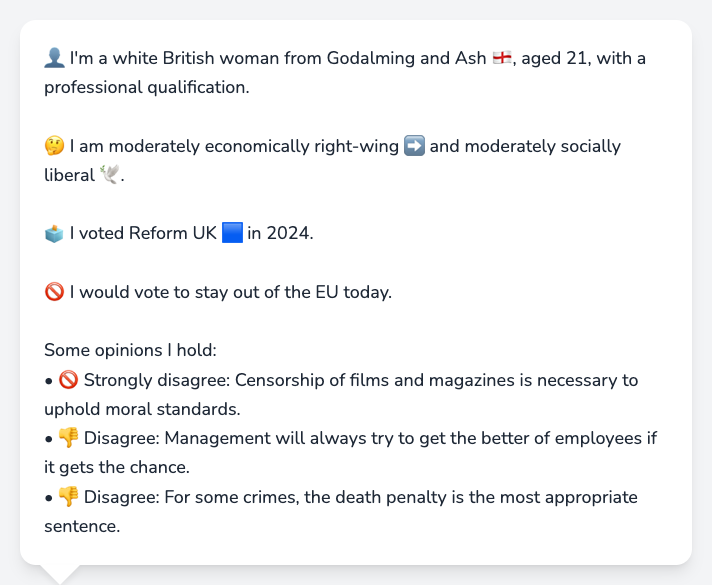 👤 I'm a white British woman from Godalming and Ash 🏴󠁧󠁢󠁥󠁮󠁧󠁿, aged 21, with a
professional qualification.
🤔 I am moderately economically right-wing ➡️ and moderately socially
liberal 🕊️.
🗳️ I voted Reform UK 🟦 in 2024.
🚫 I would vote to stay out of the EU today.
Some opinions I hold:
• 🚫 Strongly disagree: Censorship of films and magazines is necessary to
uphold moral standards.
• 👎 Disagree: Management will always try to get the better of employees if
it gets the chance.
• 👎 Disagree: For some crimes, the death penalty is the most appropriate
sentence.